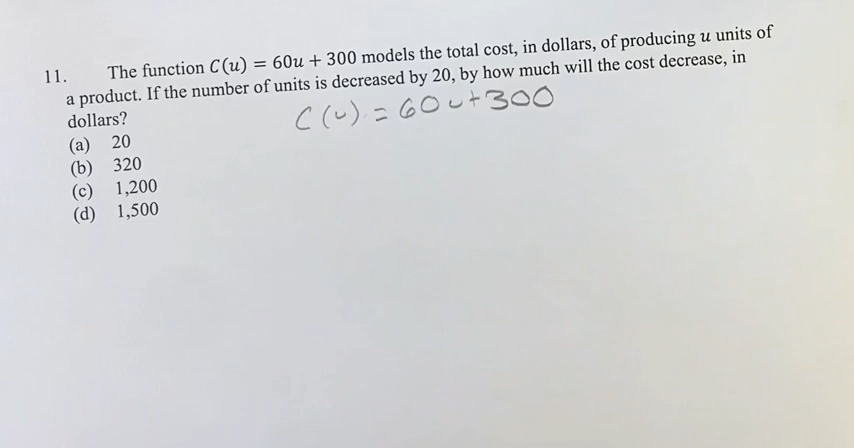 11. The function C(u) = 60u + 300 models the total cost, in dollars, of producing u units of
a product. If the number of units is decreased by 20, by how much will the cost decrease, in
dollars?
C(u) = 60u+300
(a) 20
(b) 320
(c) 1,200
(d) 1,500